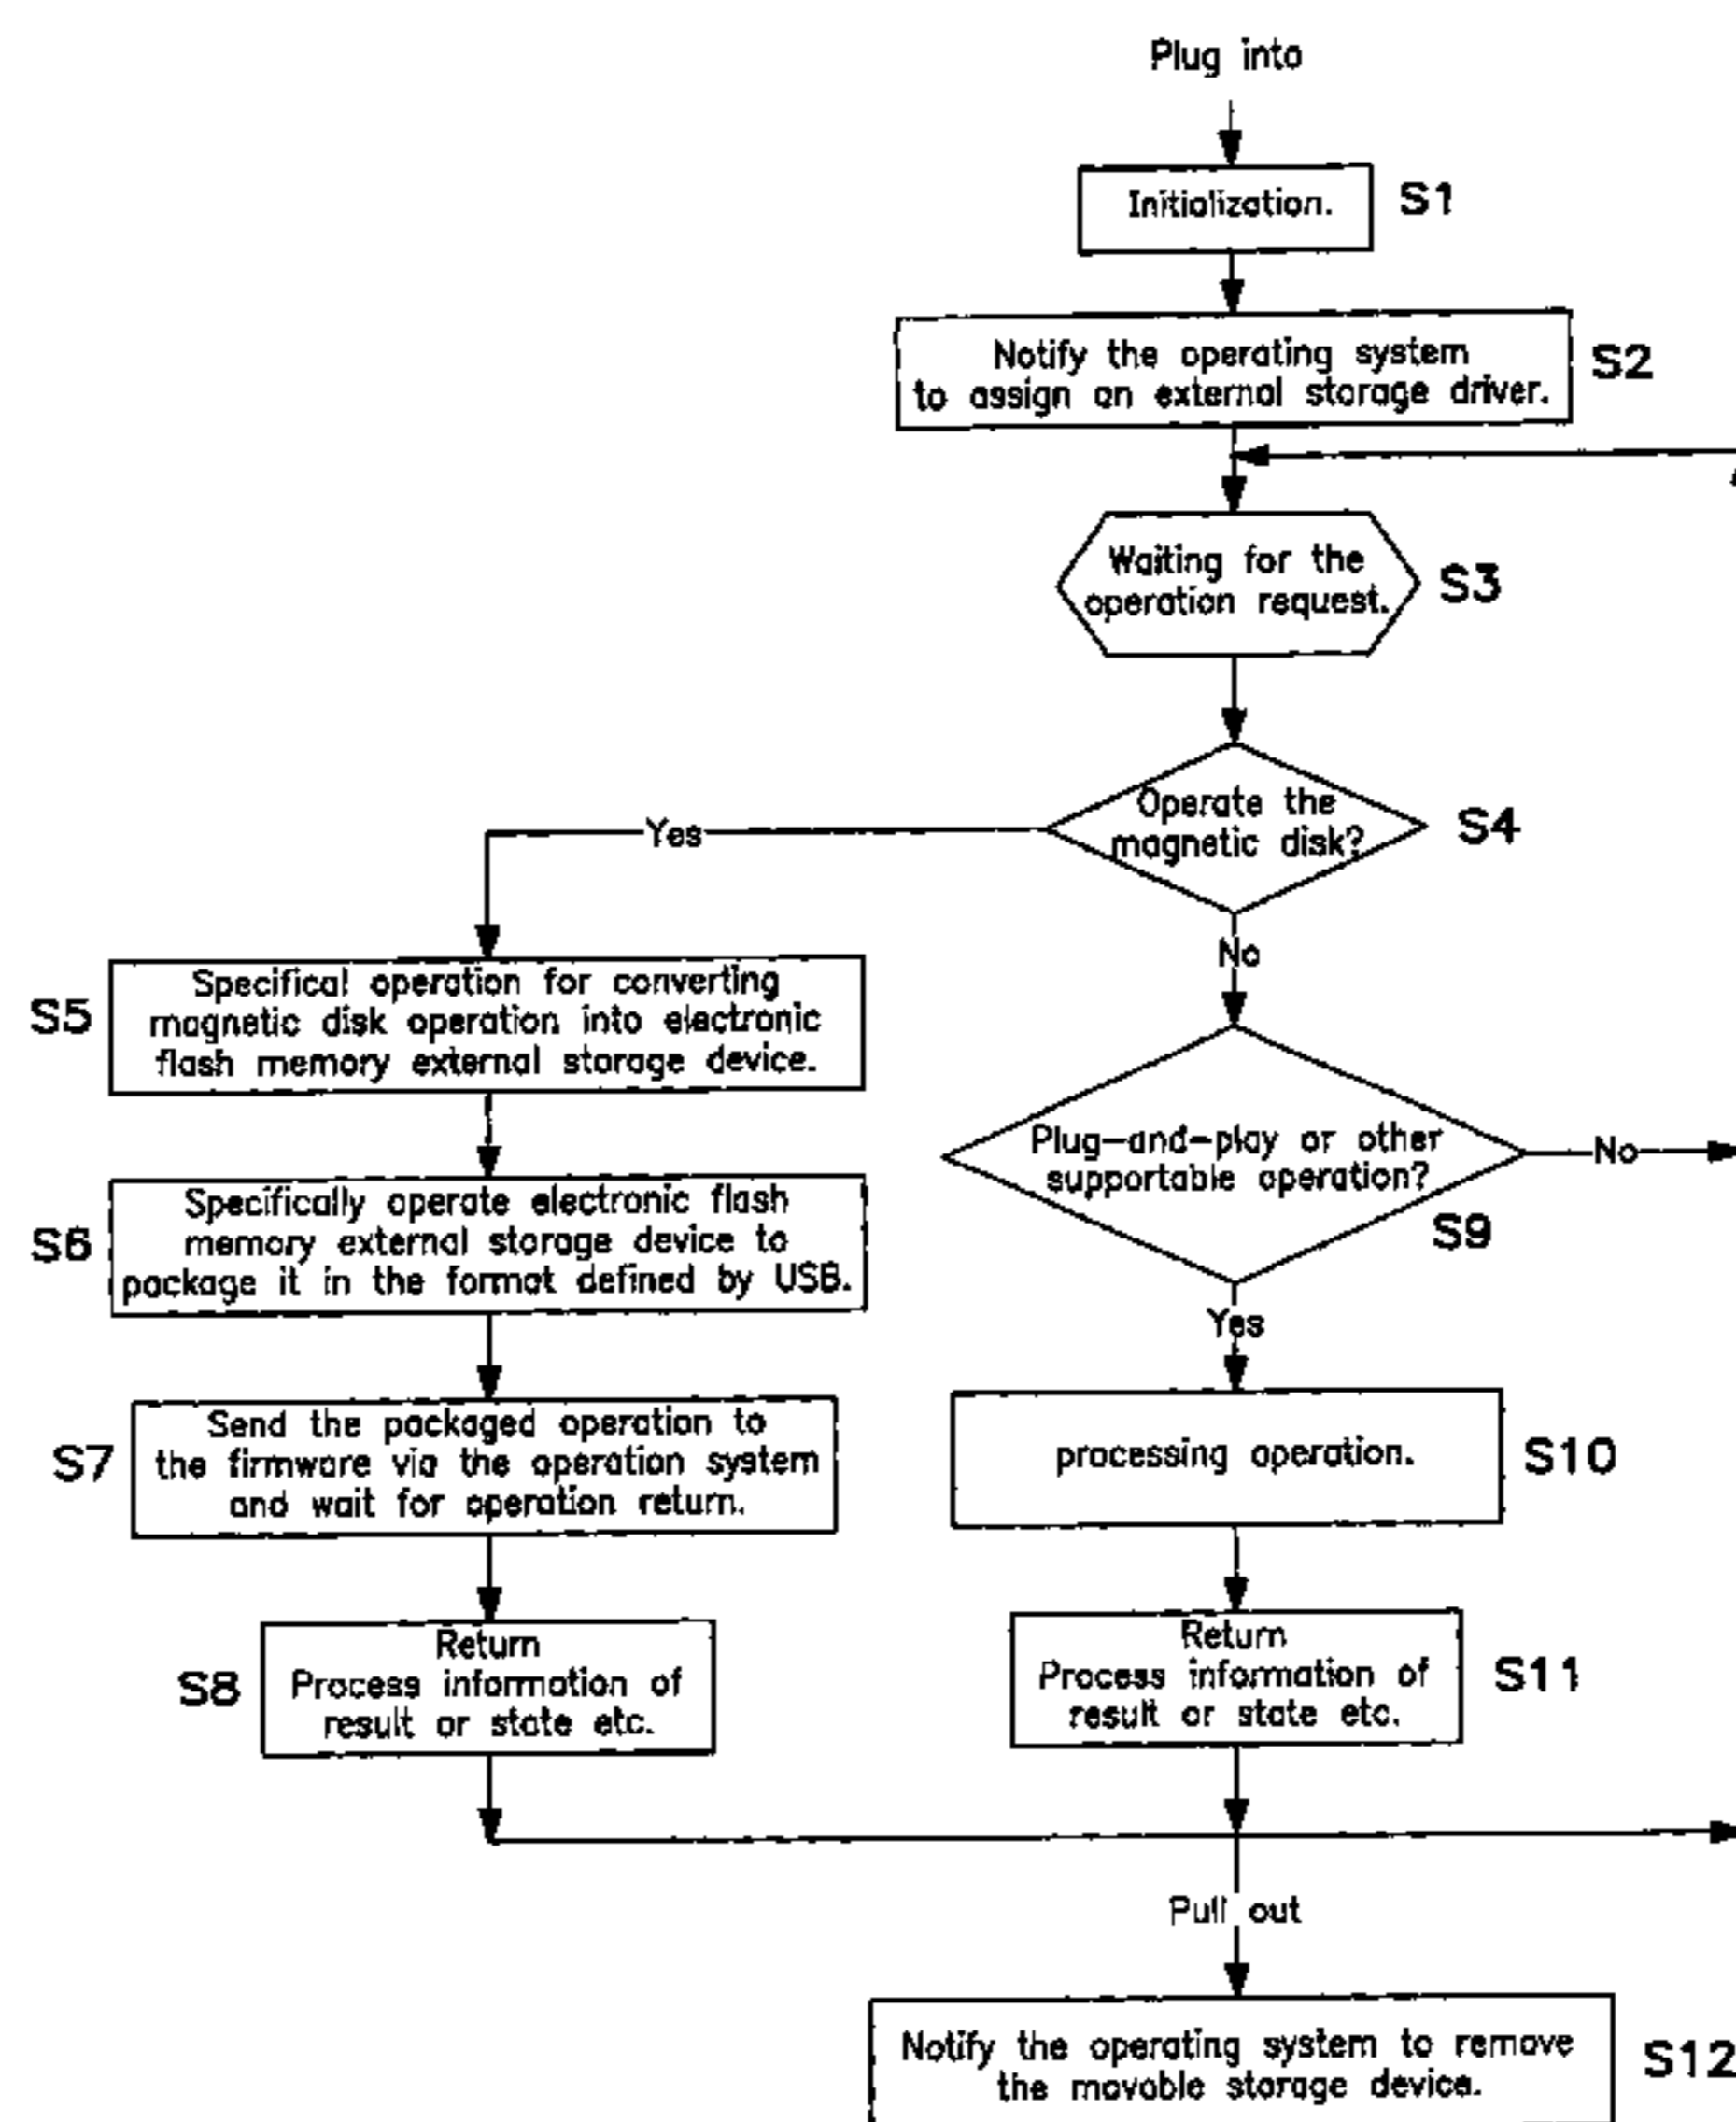 Plug into
Initialization.
S1
Notify the operating system
to assign an external storage driver.
S2
Waiting for the
operation request.
S3
Operate the
magnetic disk?
S4
Yes
No
S5
Specifical operation for converting
magnetic disk operation into electronic
flash memory external storage device.
Plug-and-play or other
supportable operation?
S9
No
Yes
S6
Specifically operate electronic flash
memory external storage device to
package it in the format defined by USB.
S7
Send the packaged operation to
the firmware via the operation system
and wait for operation return.
processing operation.
S10
S8
Return
Process information of
result or state etc.
Return
Process information of
result or state etc.
S11
Pull out
Notify the operating system to remove
the movable storage device.
S12